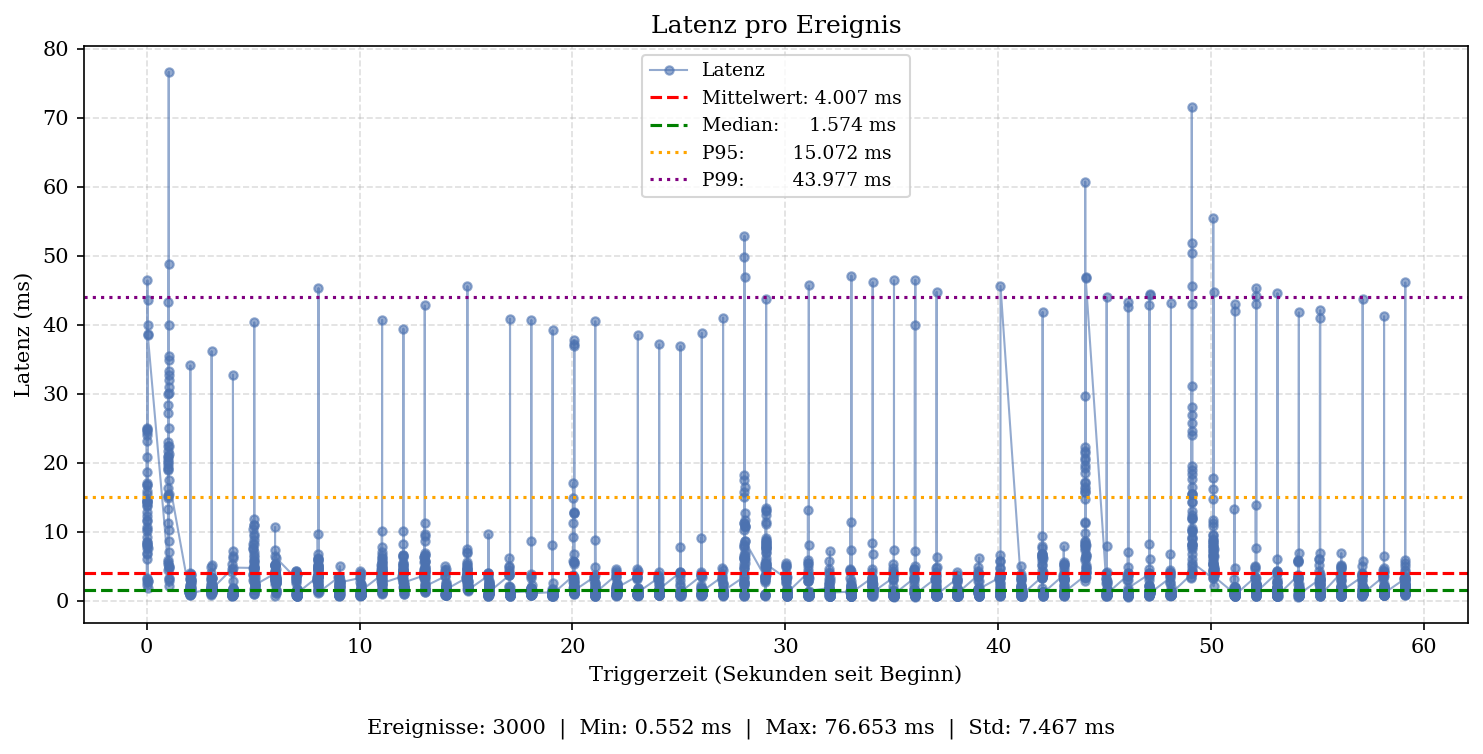 Latenz pro Ereignis
80
70
60
50
40
30
20
10
0
Latenz (ms)
Latenz
Mittelwert: 4.007 ms
Median: 1.574 ms
P95: 15.072 ms
P99: 43.977 ms
0 10 20 30 40 50 60
Triggerzeit (Sekunden seit Beginn)
Ereignisse: 3000 | Min: 0.552 ms | Max: 76.653 ms | Std: 7.467 ms